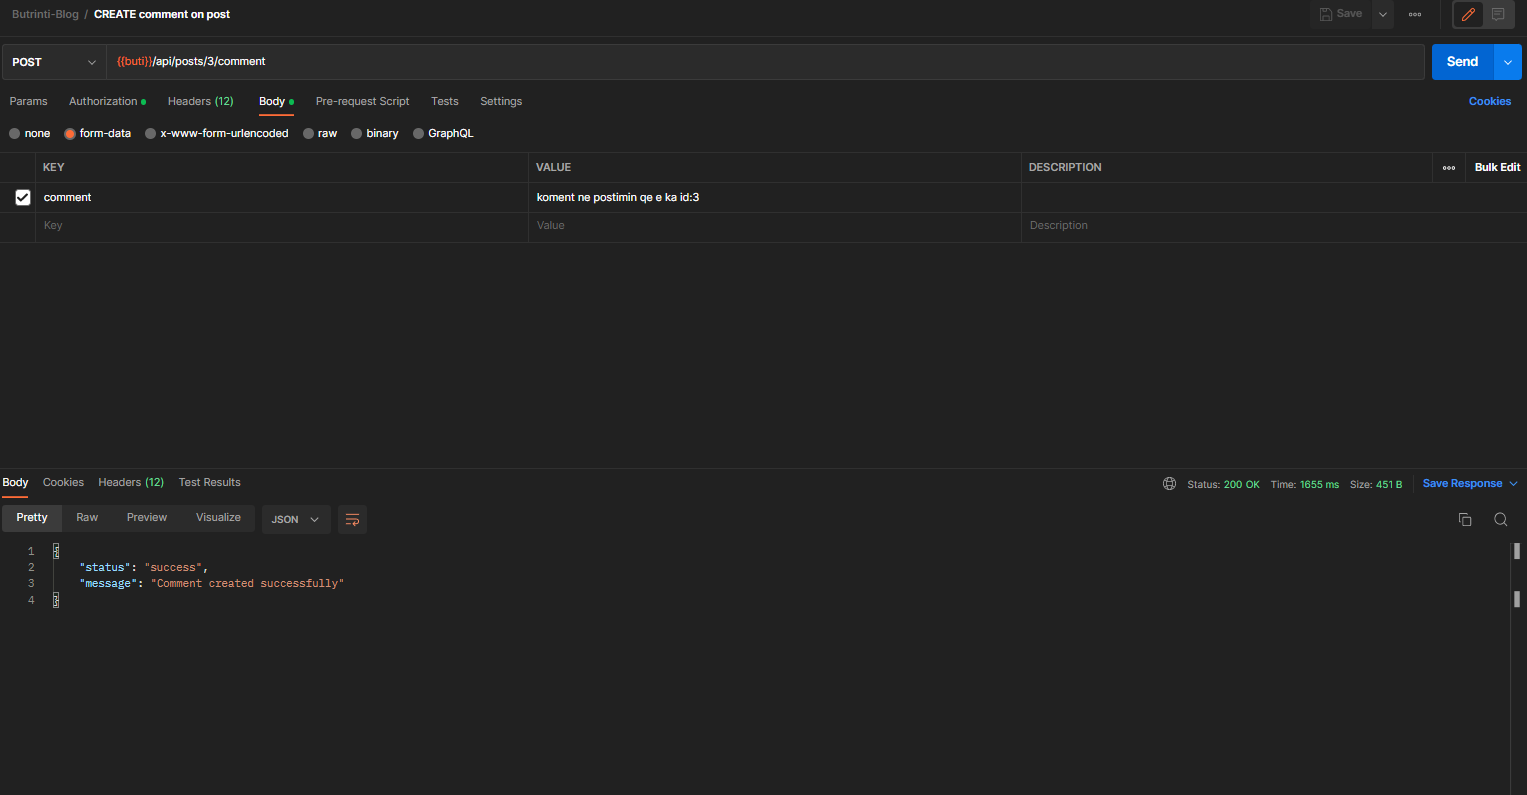 Butrinti-Blog / CREATE comment on post Save
POST {{buti}}/api/posts/3/comment Send
Params Authorization Headers (12) Body Pre-request Script Tests Settings Cookies
none form-data x-www-form-urlencoded raw binary GraphQL
KEY VALUE DESCRIPTION Bulk Edit
comment koment ne postimin qe e ka id:3
Key Value Description
Body Cookies Headers (12) Test Results Status: 200 OK Time: 1655 ms Size: 451 B Save Response
Pretty Raw Preview Visualize JSON
1 {
2 "status": "success",
3 "message": "Comment created successfully"
4 }